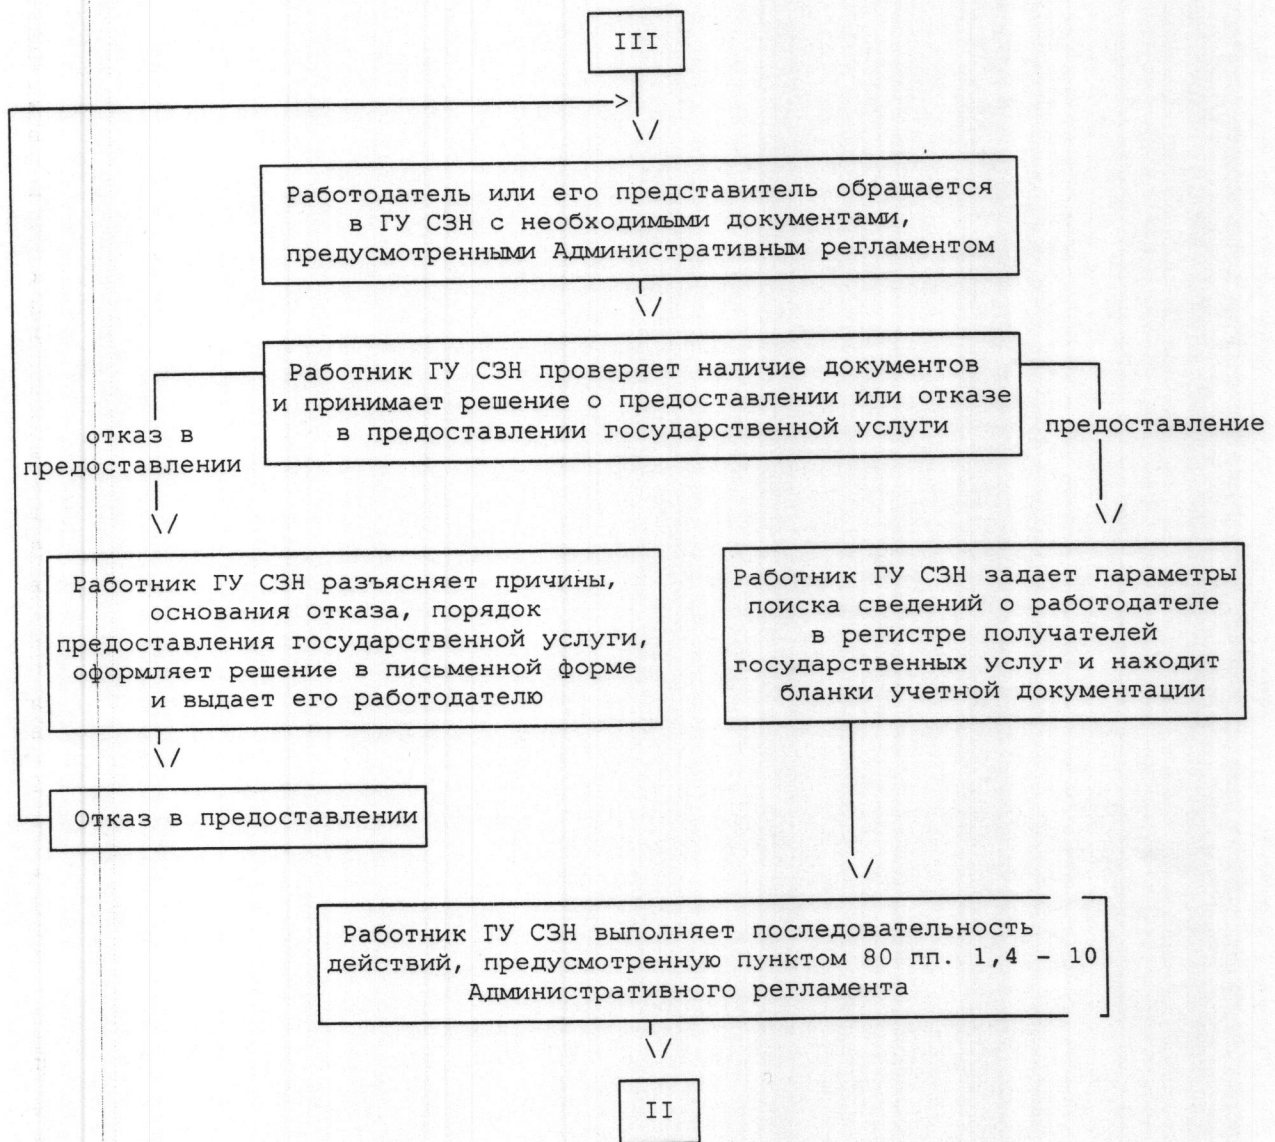 III
Работодатель или его представитель обращается
в ГУ СЗН с необходимыми документами,
предусмотренными Административным регламентом
Работник ГУ СЗН проверяет наличие документов
и принимает решение о предоставлении или отказе
в предоставлении государственной услуги
отказ в
предоставлении
предоставление
Работник ГУ СЗН разъясняет причины,
основания отказа, порядок
предоставления государственной услуги,
оформляет решение в письменной форме
и выдает его работодателю
Работник ГУ СЗН задает параметры
поиска сведений о работодателе
в регистре получателей
государственных услуг и находит
бланки учетной документации
Отказ в предоставлении
Работник ГУ СЗН выполняет последовательность
действий, предусмотренную пунктом 80 пп. 1,4 - 10
Административного регламента
II